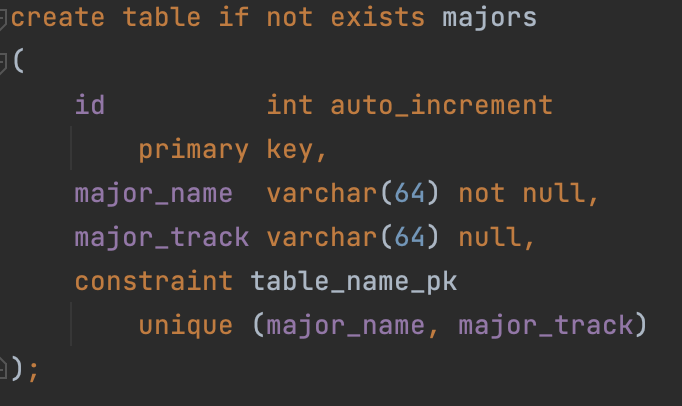 create table if not exists majors
(
    id          int auto_increment
        primary key,
    major_name  varchar(64) not null,
    major_track varchar(64) null,
    constraint table_name_pk
        unique (major_name, major_track)
);